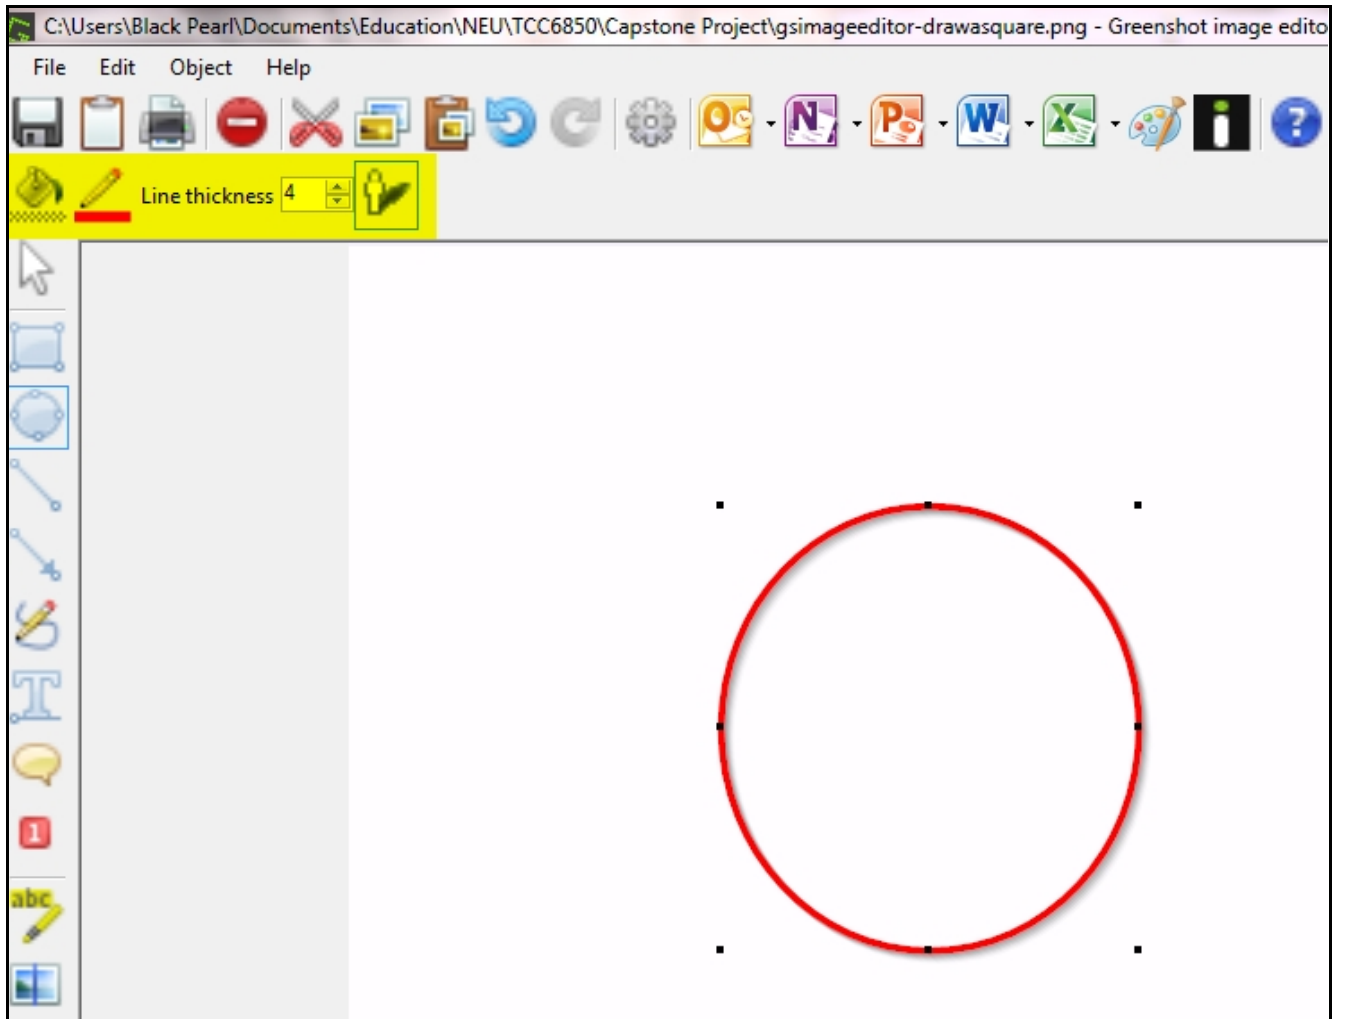 C:\Users\Black Pearl\Documents\Education\NEU\TCC6850\Capstone Project\gsimageeditor-drawasquare.png - Greenshot image edito
File Edit Object Help
O N P W X i ?
Line thickness 4
T
1
abc